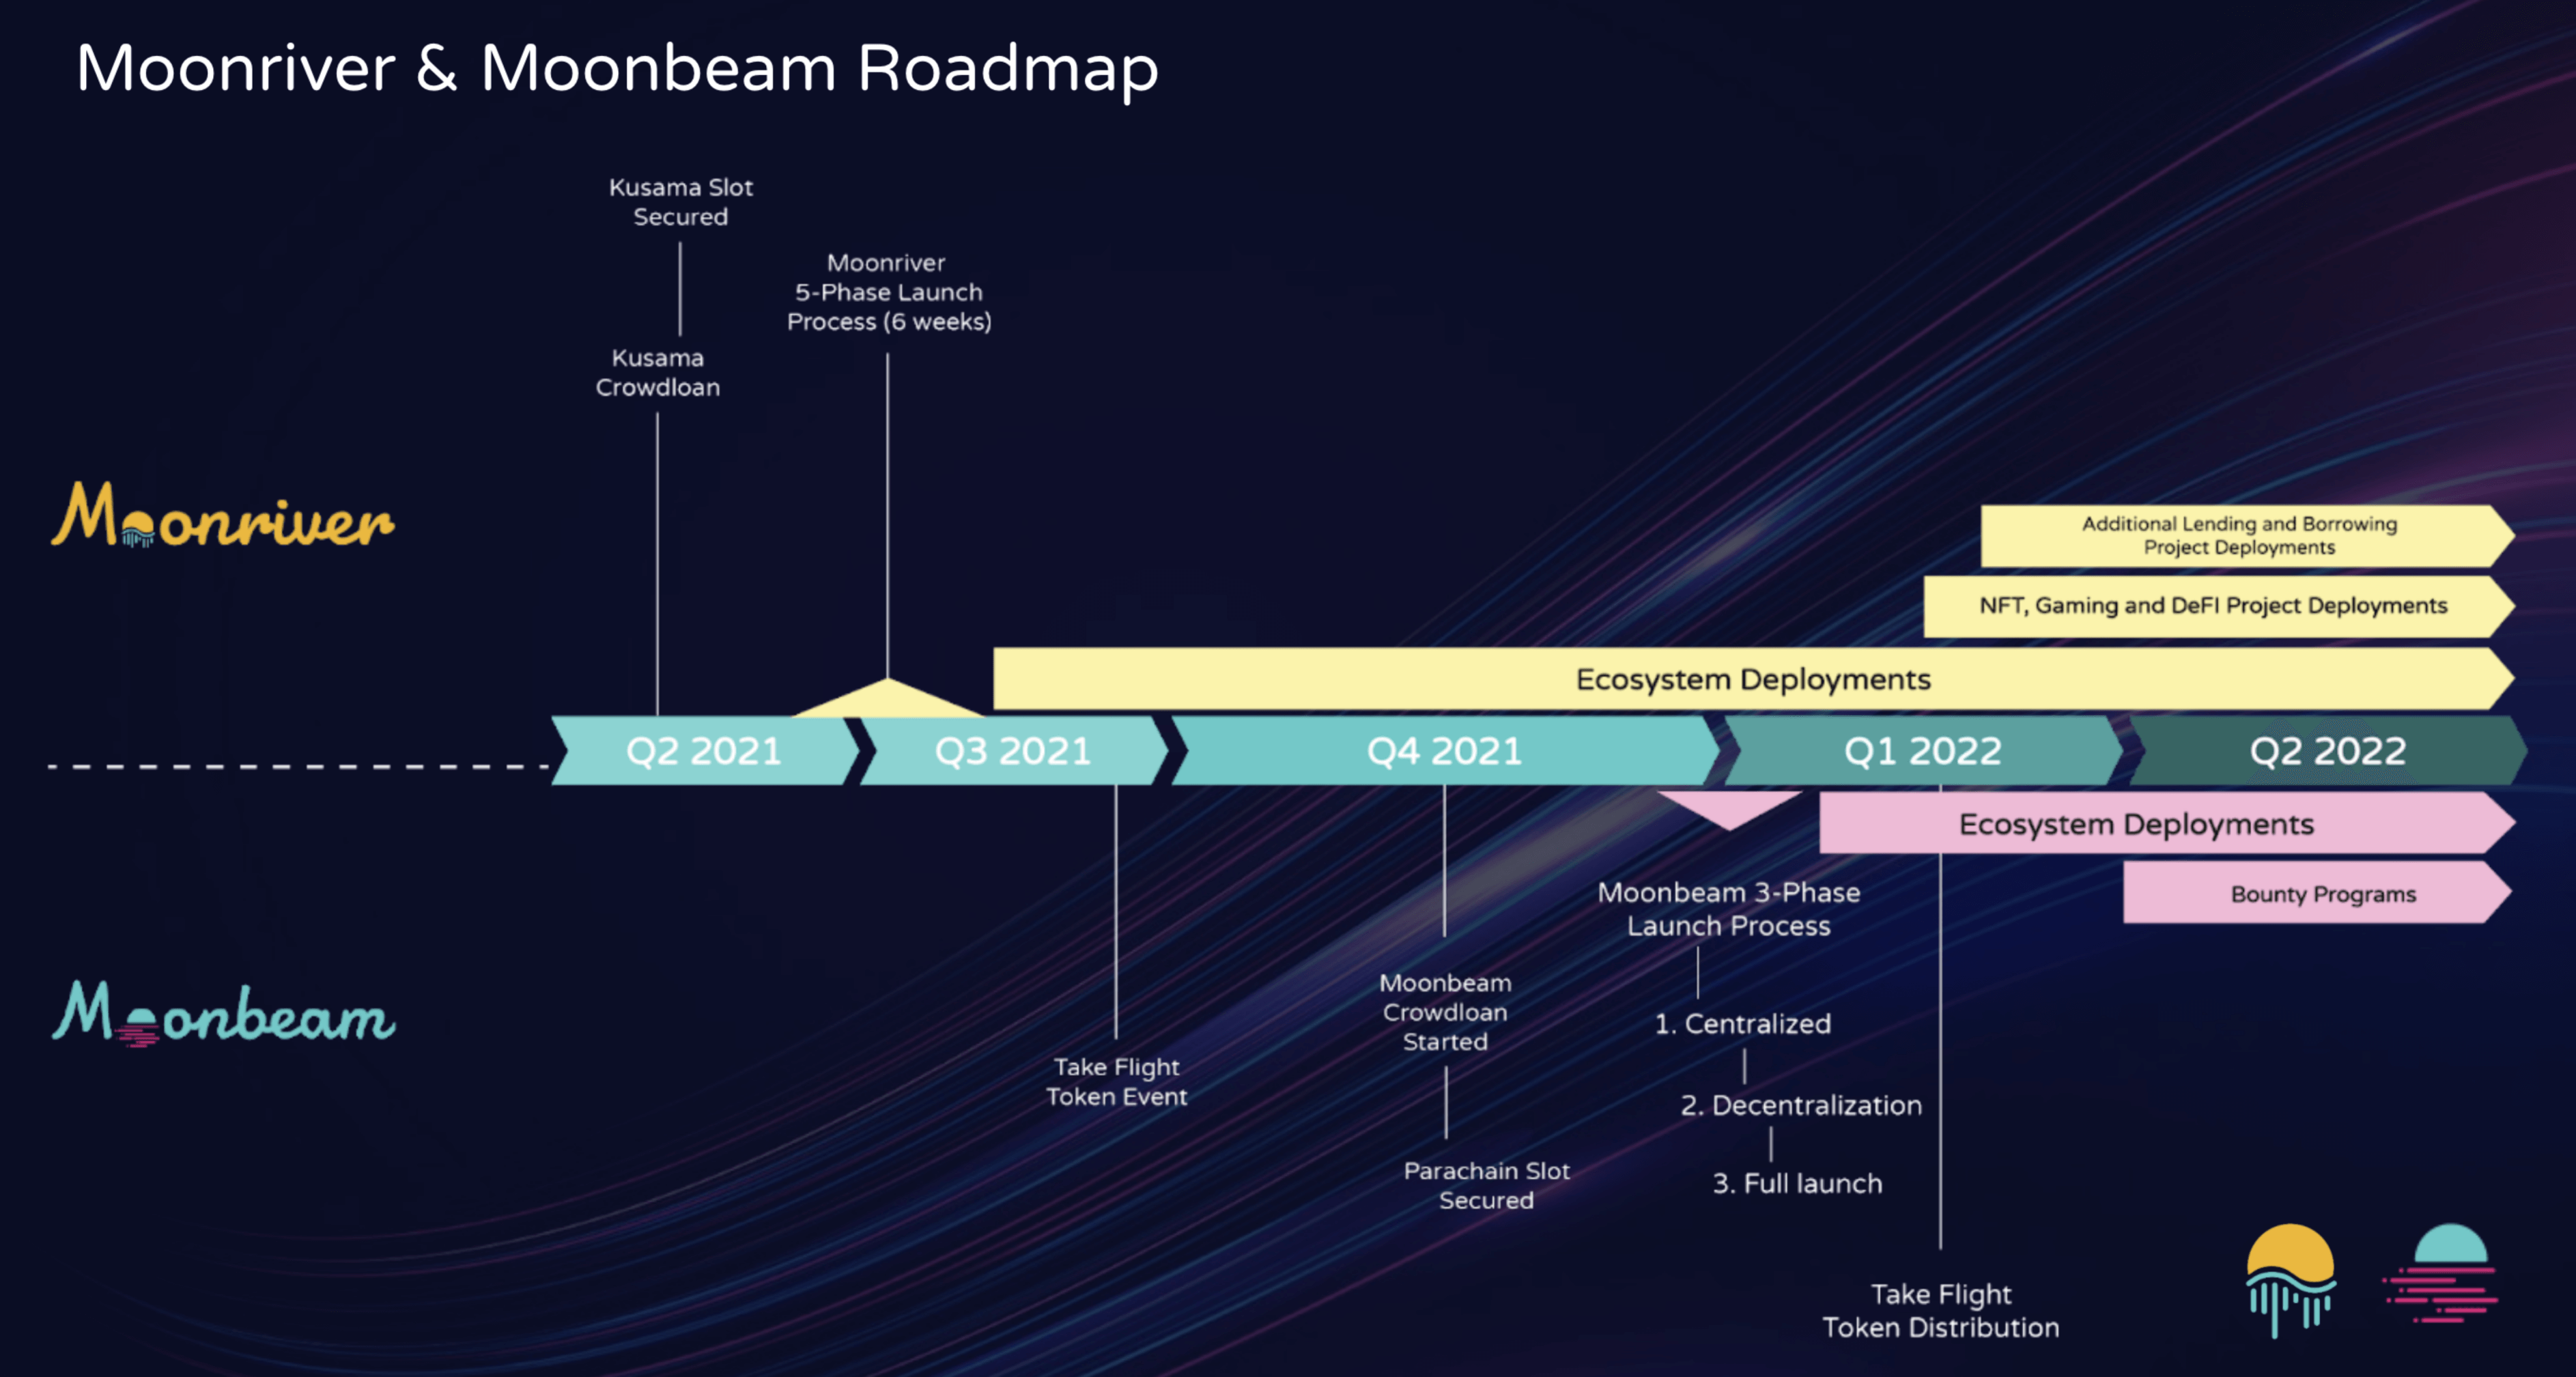 Moonriver & Moonbeam Roadmap
Kusama Slot
Secured
Moonriver
5-Phase Launch
Process (6 weeks)
Kusama
Crowdloan
Moonriver
Additional Lending and Borrowing
Project Deployments
NFT, Gaming and DeFI Project Deployments
Ecosystem Deployments
Q2 2021
Q3 2021
Q4 2021
Q1 2022
Q2 2022
Ecosystem Deployments
Bounty Programs
Moonbeam 3-Phase
Launch Process
Moonbeam
Moonbeam
Crowdloan
Started
1. Centralized
Take Flight
Token Event
2. Decentralization
Parachain Slot
Secured
3. Full launch
Take Flight
Token Distribution